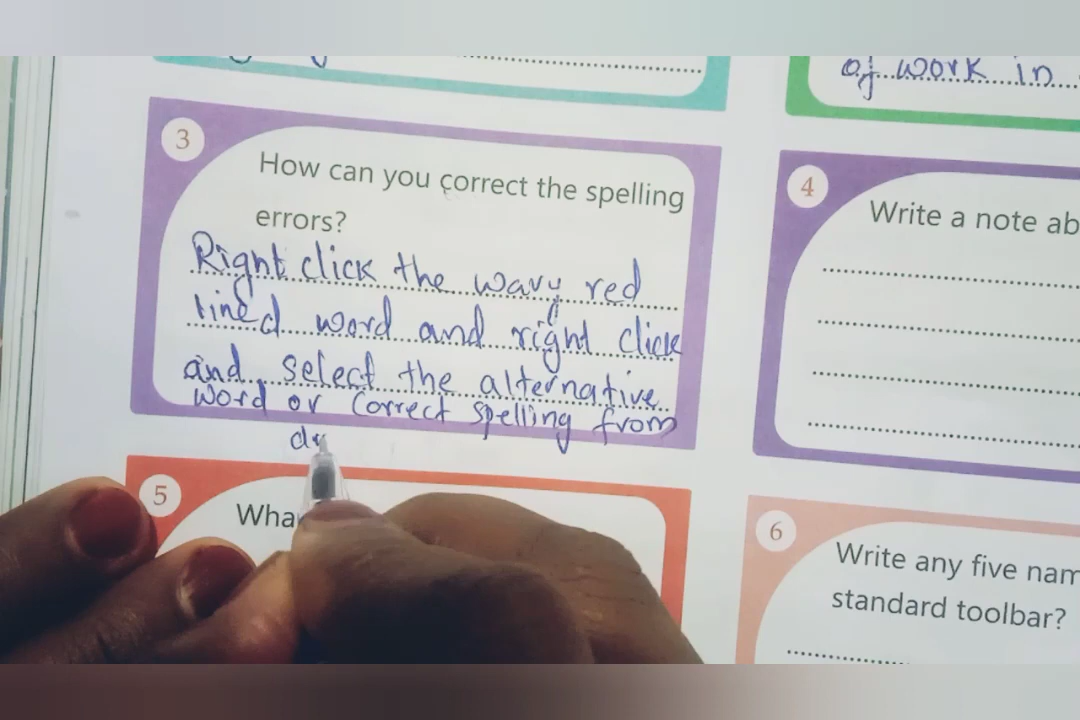 of work in
3
How can you correct the spelling
errors?
Right click the wavy red
lined word and right click
and select the alternative
word or correct spelling from
4
Write a note ab
5
Wha
6
Write any five nam
standard toolbar?